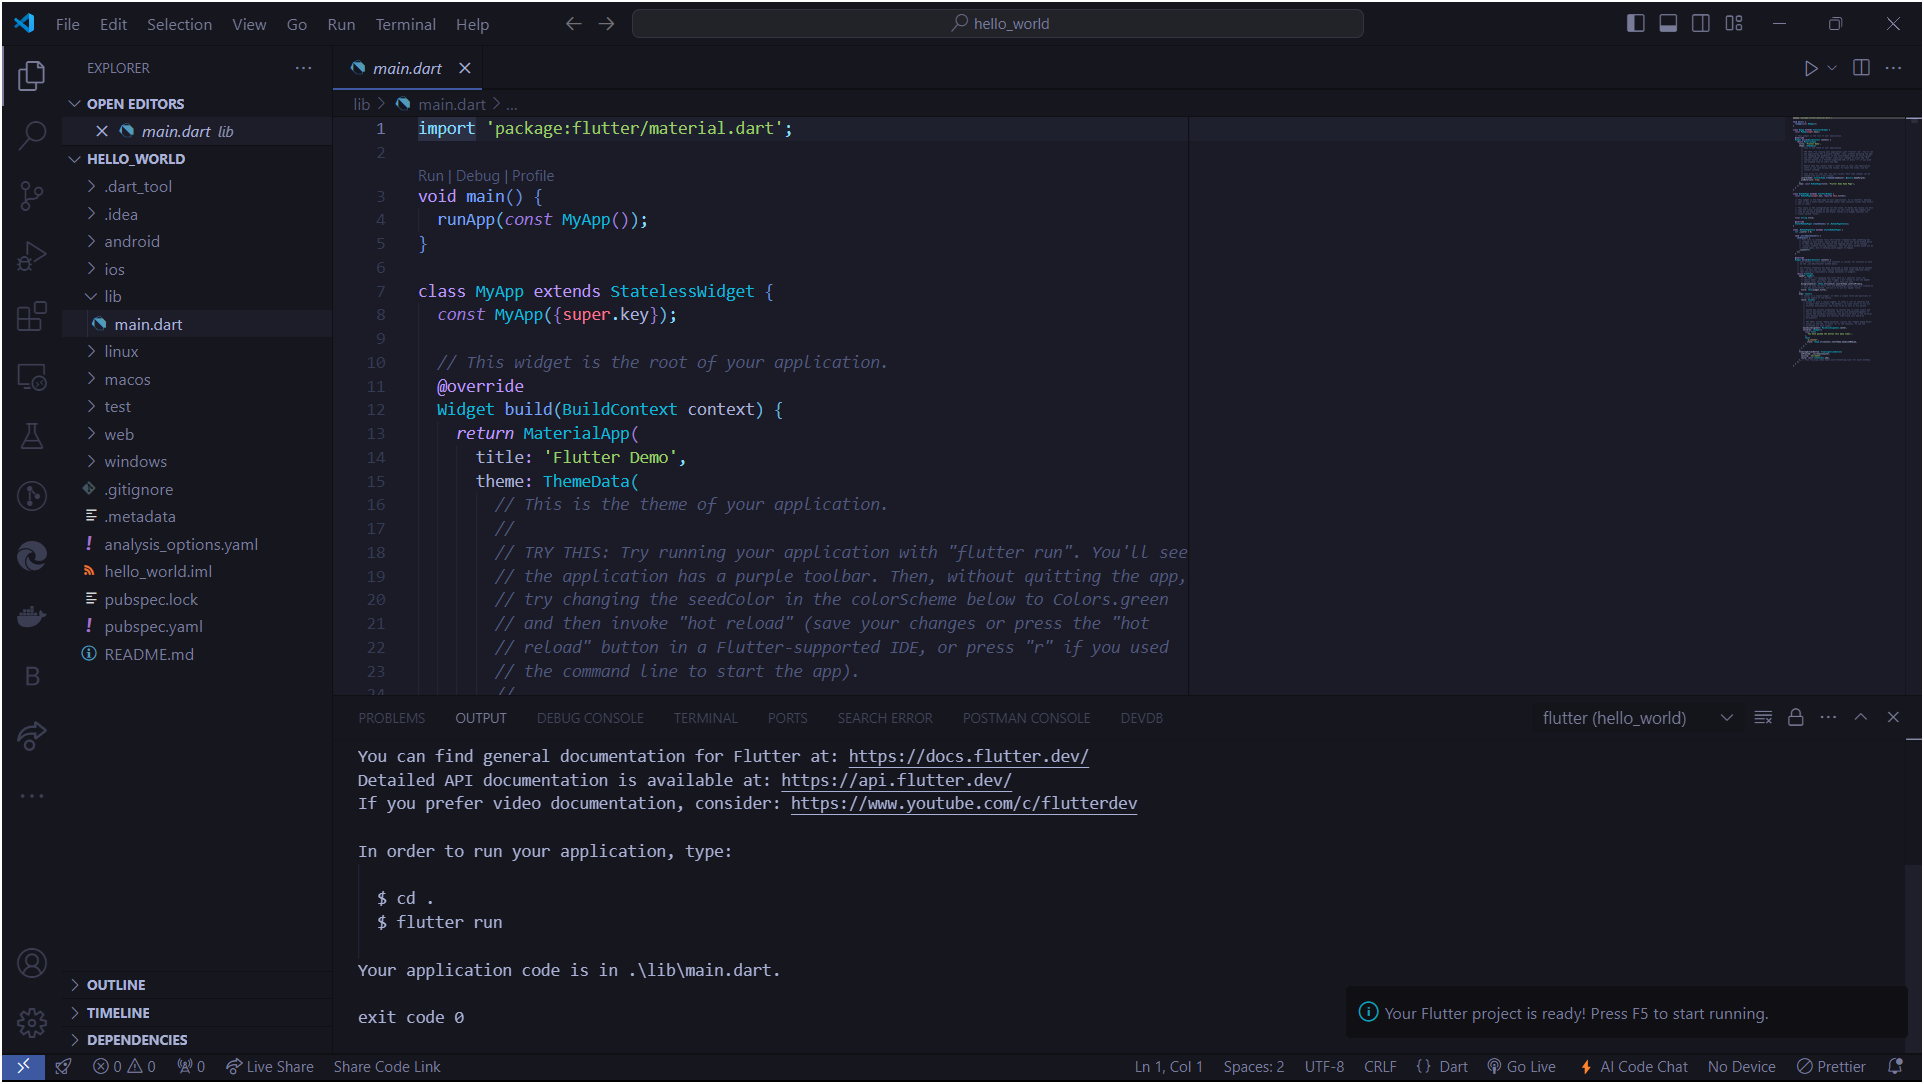 File Edit Selection View Go Run Terminal Help
hello_world
EXPLORER
OPEN EDITORS
main.dart lib
HELLO_WORLD
.dart_tool
.idea
android
ios
lib
main.dart
linux
macos
test
web
windows
.gitignore
.metadata
analysis_options.yaml
hello_world.iml
pubspec.lock
pubspec.yaml
README.md
OUTLINE
TIMELINE
DEPENDENCIES
main.dart
lib > main.dart > ...
1 import 'package:flutter/material.dart';
2
Run | Debug | Profile
3 void main() {
4 runApp(const MyApp());
5 }
6
7 class MyApp extends StatelessWidget {
8 const MyApp({super.key});
9
10 // This widget is the root of your application.
11 @override
12 Widget build(BuildContext context) {
13 return MaterialApp(
14 title: 'Flutter Demo',
15 theme: ThemeData(
16 // This is the theme of your application.
17 //
18 // TRY THIS: Try running your application with "flutter run". You'll see
19 // the application has a purple toolbar. Then, without quitting the app,
20 // try changing the seedColor in the colorScheme below to Colors.green
21 // and then invoke "hot reload" (save your changes or press the "hot
22 // reload" button in a Flutter-supported IDE, or press "r" if you used
23 // the command line to start the app).
24 //
PROBLEMS OUTPUT DEBUG CONSOLE TERMINAL PORTS SEARCH ERROR POSTMAN CONSOLE DEVDB
flutter (hello_world)
You can find general documentation for Flutter at: https://docs.flutter.dev/
Detailed API documentation is available at: https://api.flutter.dev/
If you prefer video documentation, consider: https://www.youtube.com/c/flutterdev
In order to run your application, type:
$ cd .
$ flutter run
Your application code is in .\lib\main.dart.
exit code 0
Your Flutter project is ready! Press F5 to start running.
0 0 0 Live Share Share Code Link
Ln 1, Col 1 Spaces: 2 UTF-8 CRLF {} Dart Go Live AI Code Chat No Device Prettier